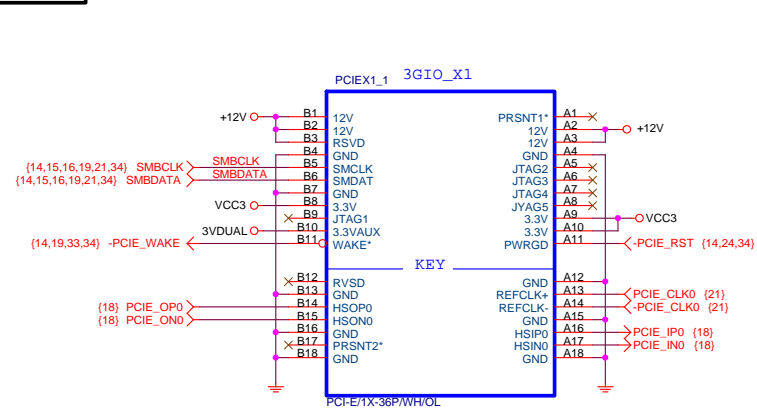 3GIO_X1
PCIEX1_1
+12V B1 12V PRSNT1* A1
B2 12V 12V A2 +12V
B3 RSVD 12V A3
B4 GND GND A4
{14,15,16,19,21,34} SMBCLK SMBCLK B5 SMCLK JTAG2 A5
{14,15,16,19,21,34} SMBDATA SMBDATA B6 SMDAT JTAG3 A6
B7 GND JTAG4 A7
VCC3 B8 3.3V JYAG5 A8
B9 JTAG1 3.3V A9 VCC3
3VDUAL B10 3.3VAUX 3.3V A10
{14,19,33,34} -PCIE_WAKE B11 WAKE* PWRGD A11 -PCIE_RST {14,24,34}
KEY
B12 RVSD GND A12
B13 GND REFCLK+ A13 PCIE_CLK0 {21}
{18} PCIE_OP0 B14 HSOP0 REFCLK- A14 -PCIE_CLK0 {21}
{18} PCIE_ON0 B15 HSON0 GND A15
B16 GND HSIP0 A16 PCIE_IP0 {18}
B17 PRSNT2* HSIN0 A17 PCIE_IN0 {18}
B18 GND GND A18
PCI-E/1X-36P/WH/OL